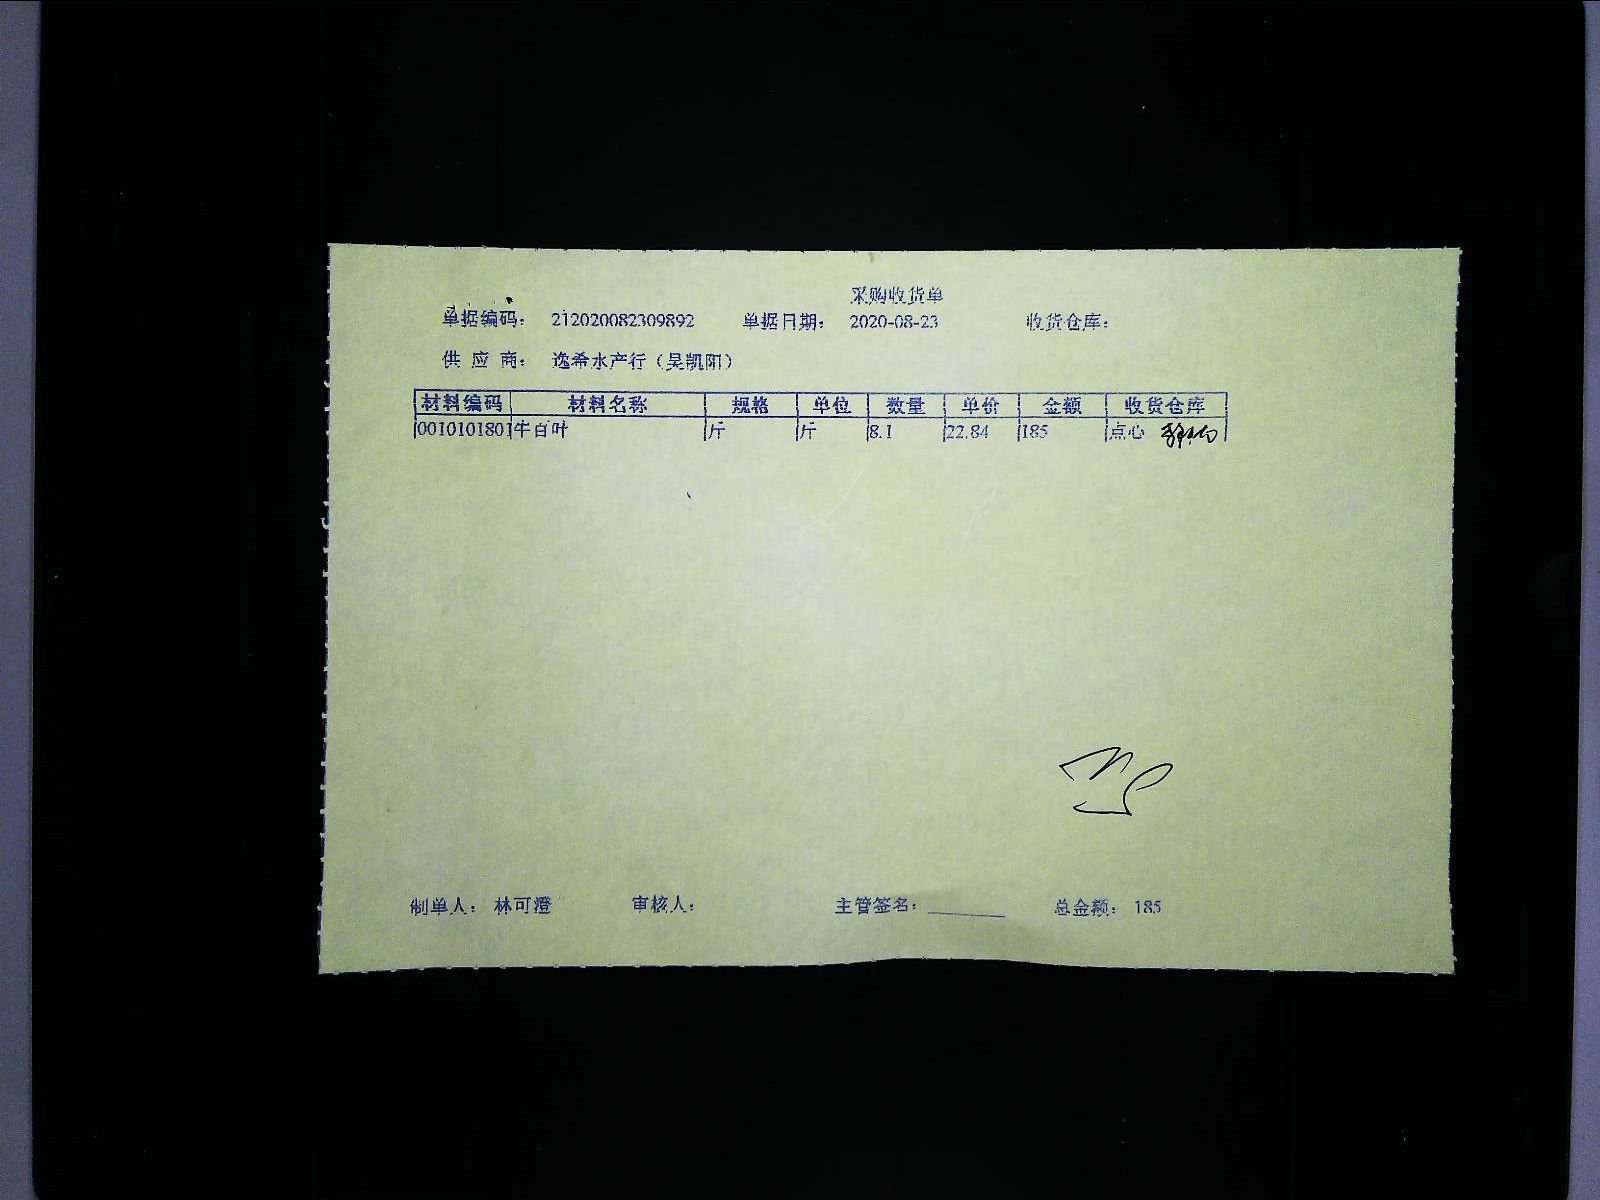 采购收货单
单据编码： 212020082309892 单据日期： 2020-08-23 收货仓库：
供 应 商： 逸希水产行（吴凯阳）
材料编码 材料名称 规格 单位 数量 单价 金额 收货仓库
0010101801 牛百叶 斤 斤 8.1 22.84 185 点心
制单人： 林可澄 审核人： 主管签名： 总金额： 185